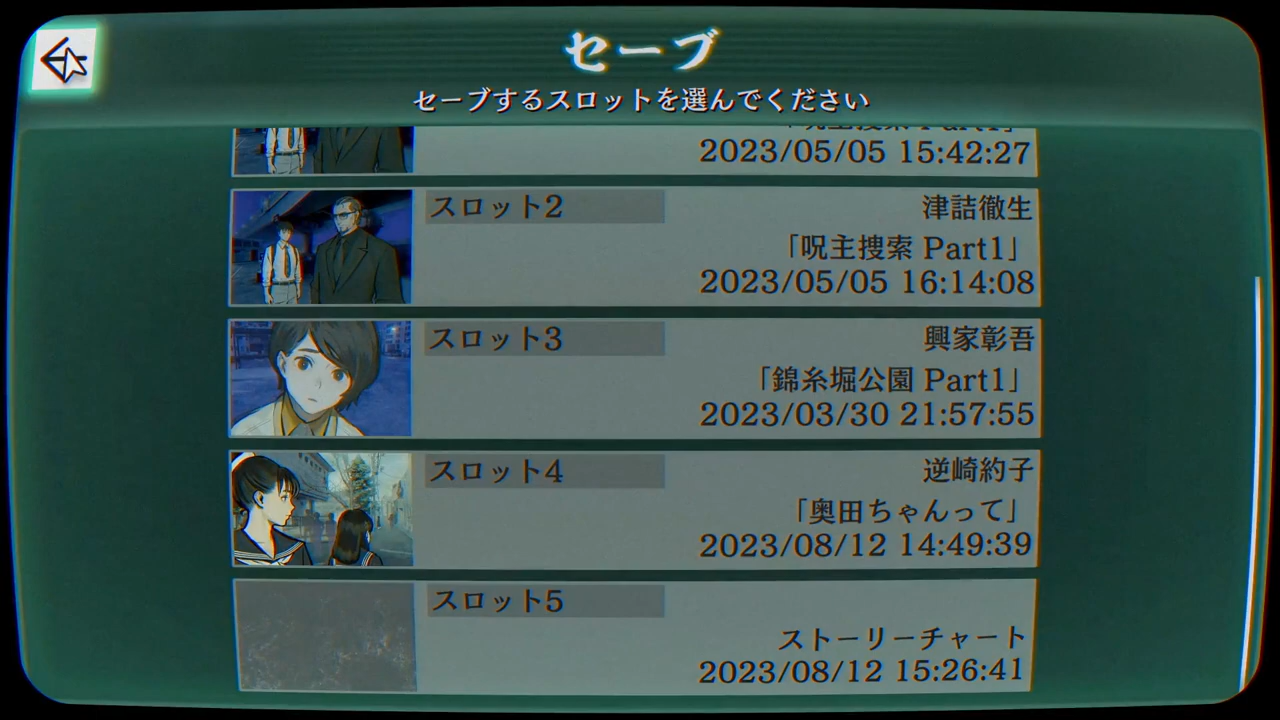 セーブ
セーブするスロットを選んでください
「呪主捜索 Part1」
2023/05/05 15:42:27
スロット2
津詰徹生
「呪主捜索 Part1」
2023/05/05 16:14:08
スロット3
興家彰吾
「錦糸堀公園 Part1」
2023/03/30 21:57:55
スロット4
逆崎約子
「奥田ちゃんって」
2023/08/12 14:49:39
スロット5
ストーリーチャート
2023/08/12 15:26:41